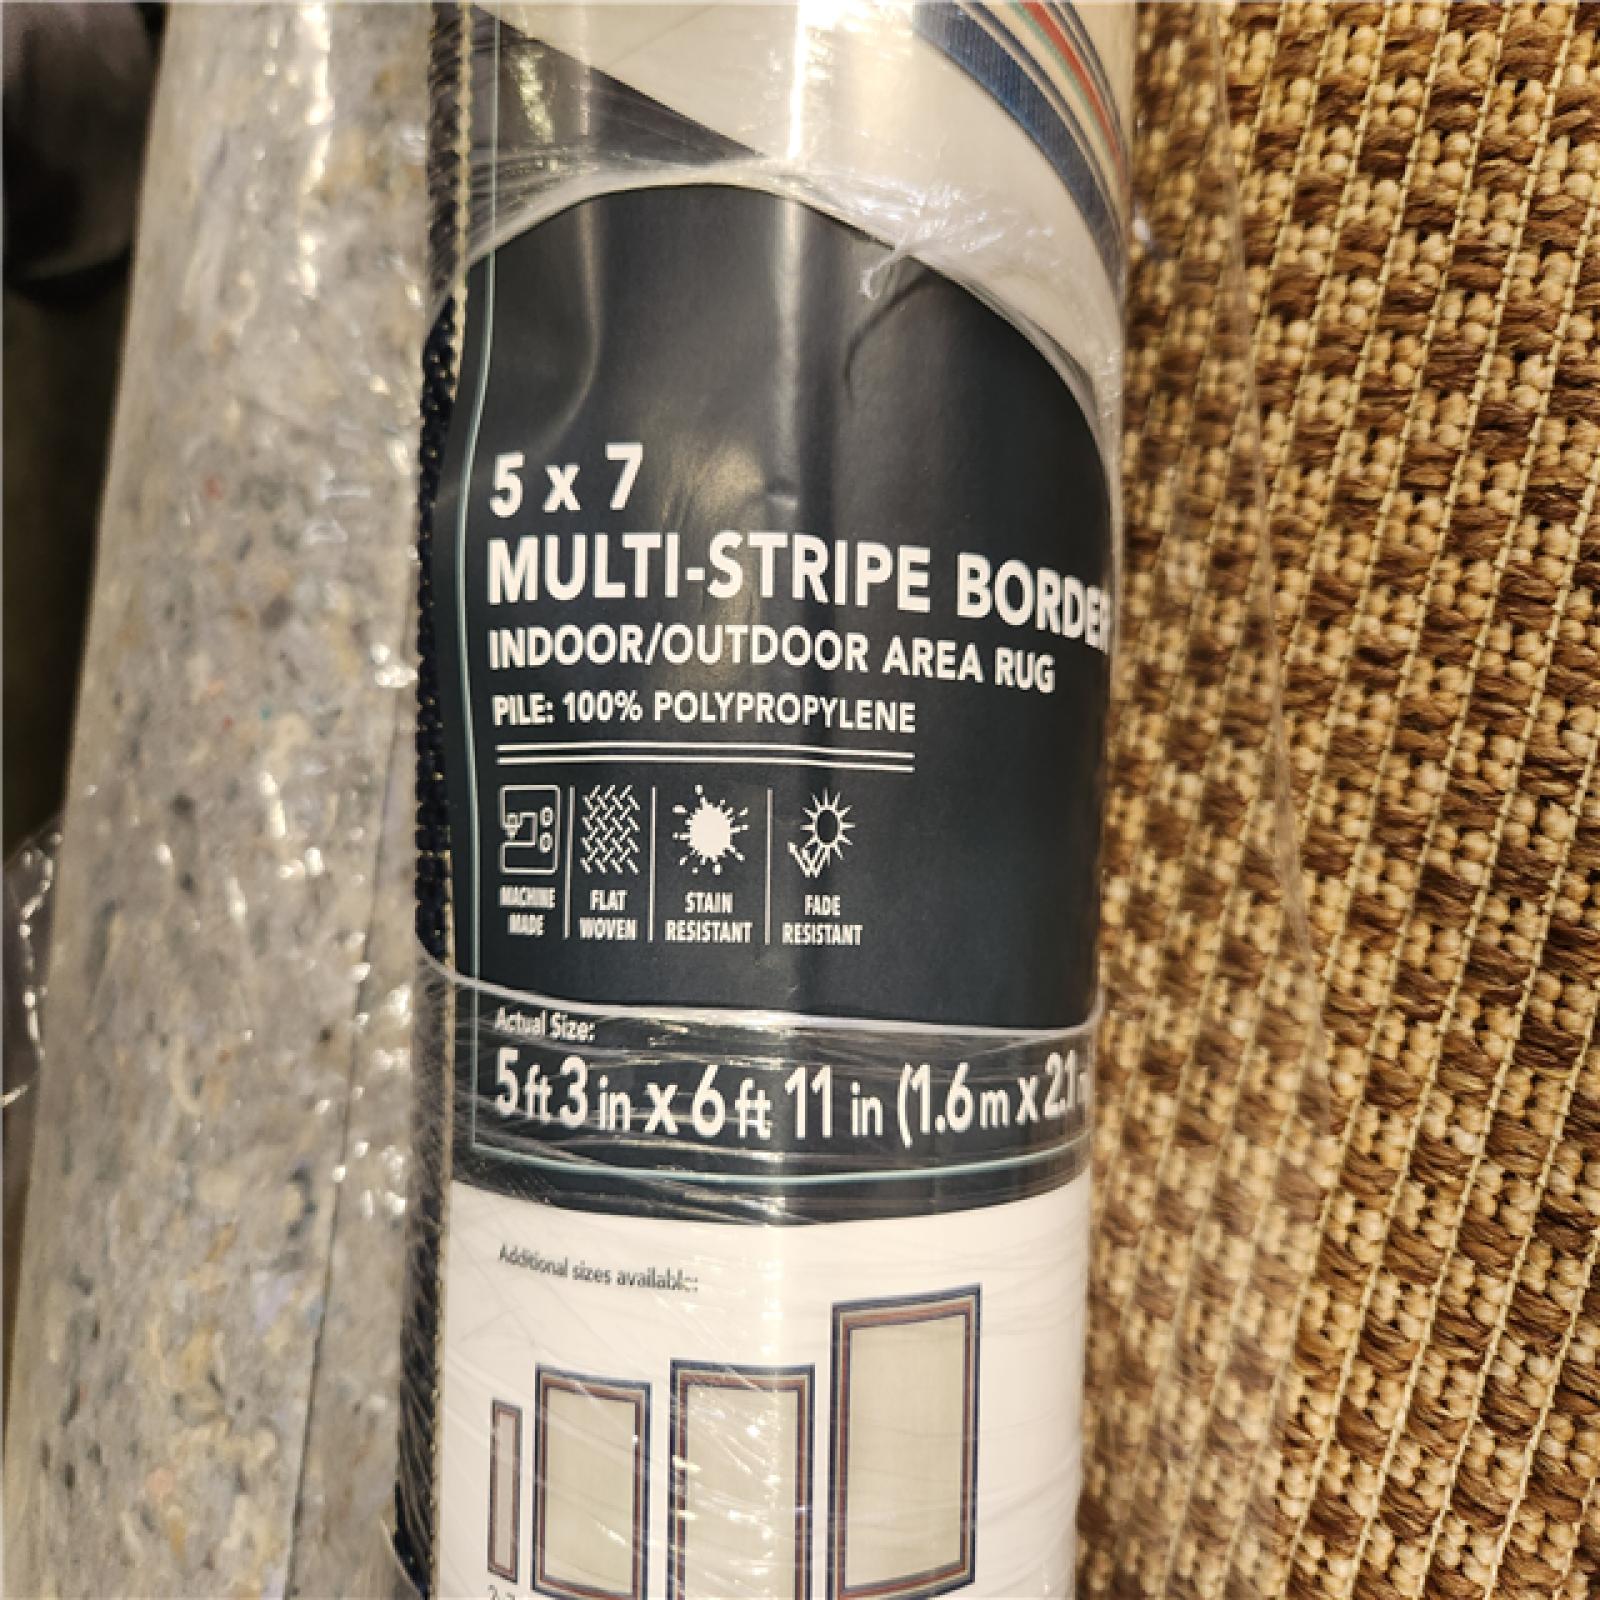 5 x 7
MULTI-STRIPE BORDER
INDOOR/OUTDOOR AREA RUG
PILE: 100% POLYPROPYLENE
MACHINE MADE
FLAT WOVEN
STAIN RESISTANT
FADE RESISTANT
Actual Size:
5 ft 3 in x 6 ft 11 in (1.6 m x 2.1
Additional sizes available: